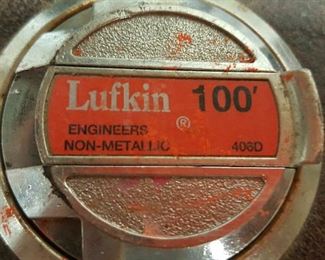 Lufkin 100'
®
ENGINEERS
NON-METALLIC 406D